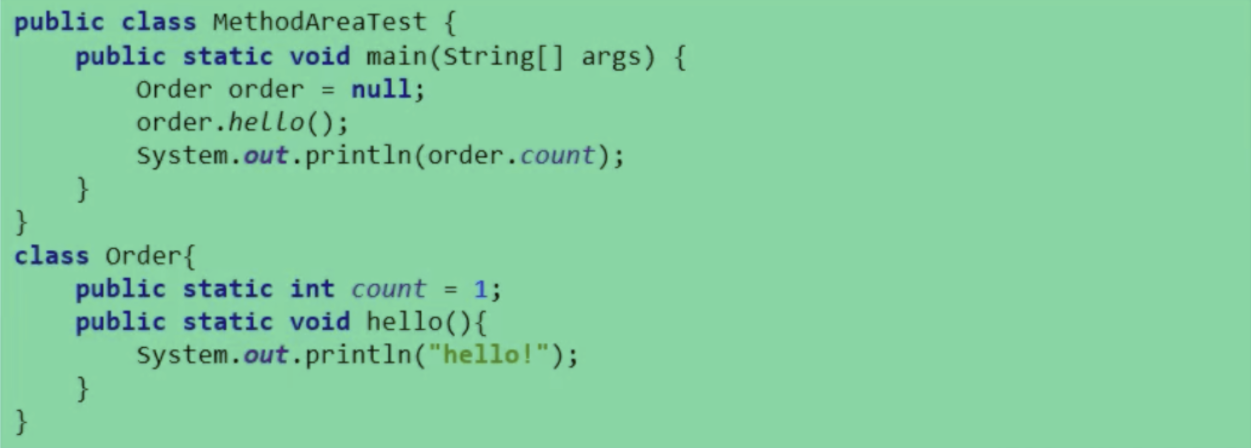 public class MethodAreaTest {
    public static void main(String[] args) {
        Order order = null;
        order.hello();
        System.out.println(order.count);
    }
}
class Order{
    public static int count = 1;
    public static void hello(){
        System.out.println("hello!");
    }
}